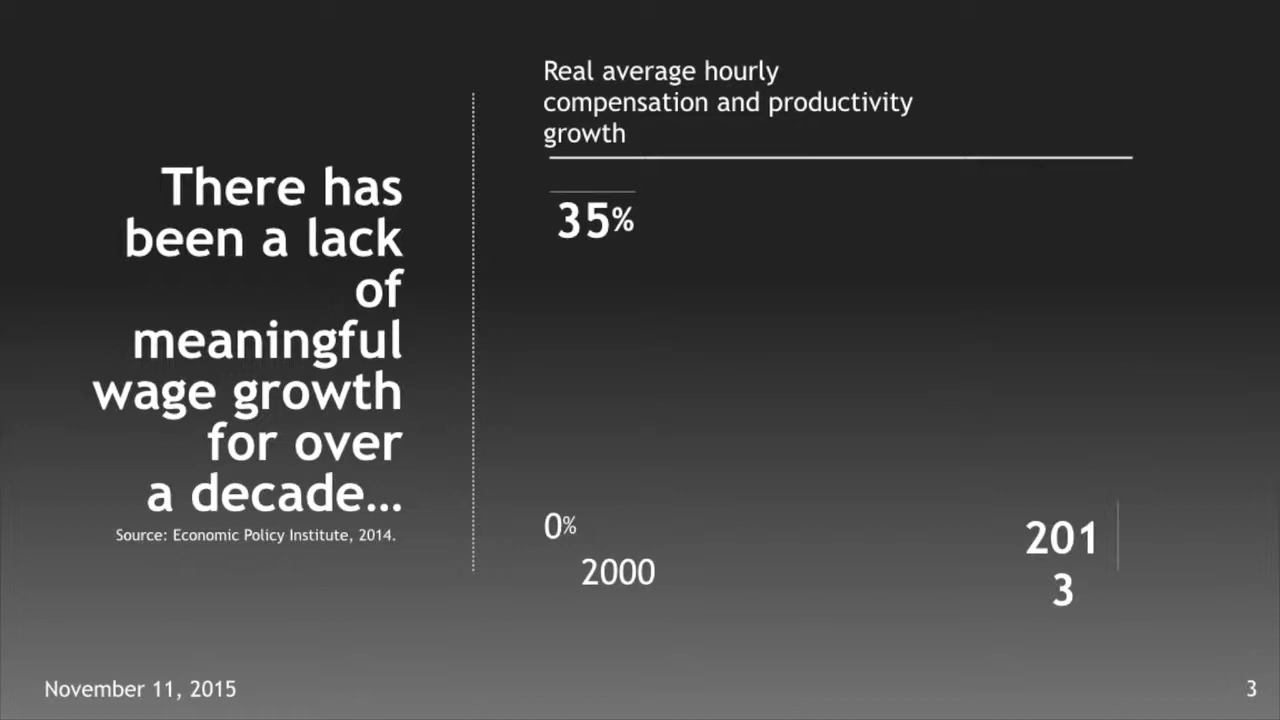 There has
been a lack
of
meaningful
wage growth
for over
a decade…
Source: Economic Policy Institute, 2014.
Real average hourly
compensation and productivity
growth
35%
0%
2000
201
3
November 11, 2015
3